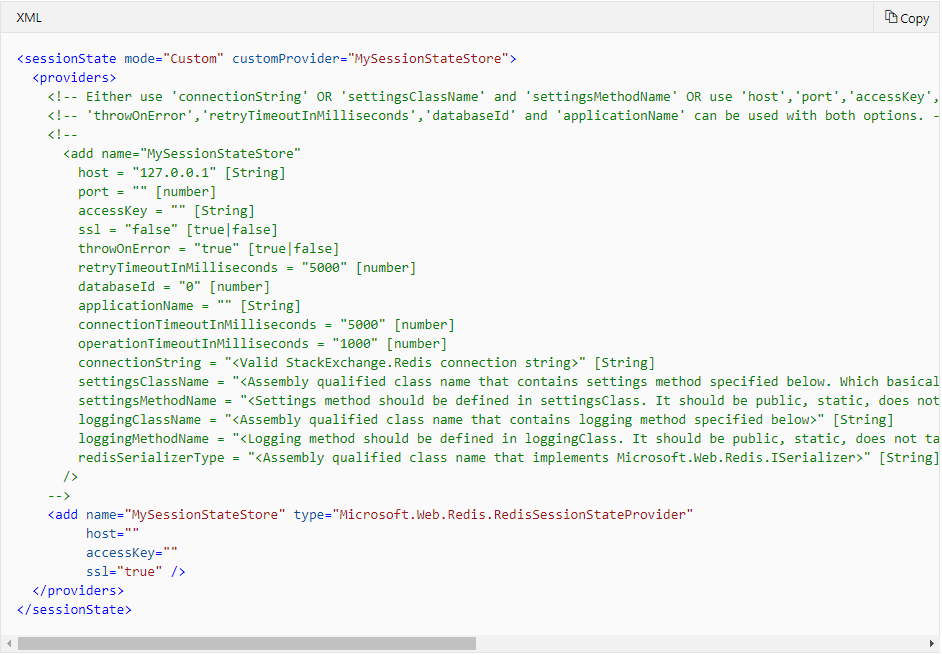 XML
Copy
<sessionState mode="Custom" customProvider="MySessionStateStore">
  <providers>
    <!-- Either use 'connectionString' OR 'settingsClassName' and 'settingsMethodName' OR use 'host','port','accessKey',
    <!-- 'throwOnError','retryTimeoutInMilliseconds','databaseId' and 'applicationName' can be used with both options. -
    <!--
      <add name="MySessionStateStore"
        host = "127.0.0.1" [String]
        port = "" [number]
        accessKey = "" [String]
        ssl = "false" [true|false]
        throwOnError = "true" [true|false]
        retryTimeoutInMilliseconds = "5000" [number]
        databaseId = "0" [number]
        applicationName = "" [String]
        connectionTimeoutInMilliseconds = "5000" [number]
        operationTimeoutInMilliseconds = "1000" [number]
        connectionString = "<Valid StackExchange.Redis connection string>" [String]
        settingsClassName = "<Assembly qualified class name that contains settings method specified below. Which basical
        settingsMethodName = "<Settings method should be defined in settingsClass. It should be public, static, does not
        loggingClassName = "<Assembly qualified class name that contains logging method specified below>" [String]
        loggingMethodName = "<Logging method should be defined in loggingClass. It should be public, static, does not ta
        redisSerializerType = "<Assembly qualified class name that implements Microsoft.Web.Redis.ISerializer>" [String]
      />
    -->
    <add name="MySessionStateStore" type="Microsoft.Web.Redis.RedisSessionStateProvider"
         host=""
         accessKey=""
         ssl="true" />
  </providers>
</sessionState>